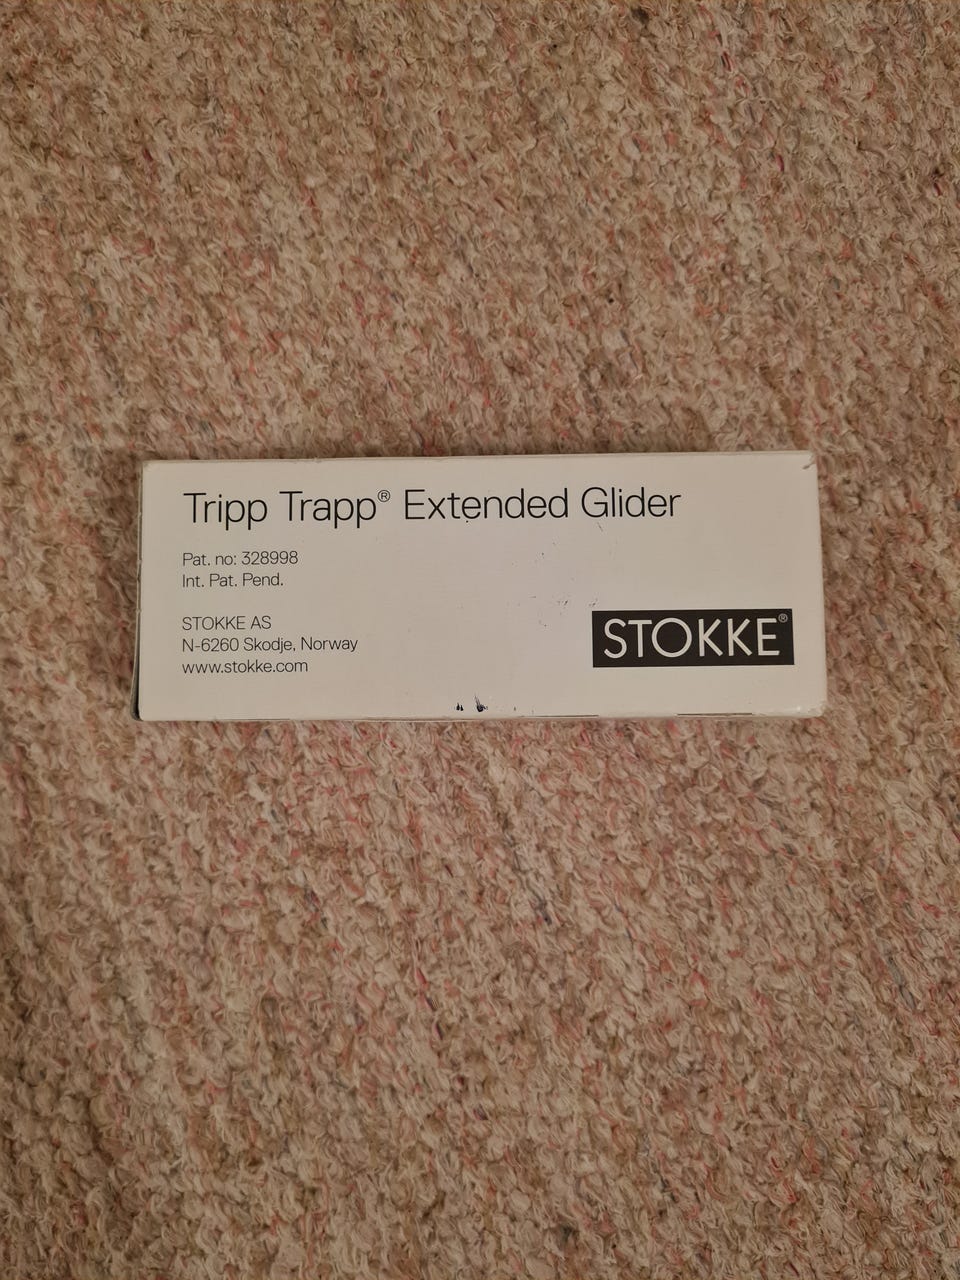 Tripp Trapp® Extended Glider
Pat. no: 328998
Int. Pat. Pend.
STOKKE AS
N-6260 Skodje, Norway
www.stokke.com
STOKKE®